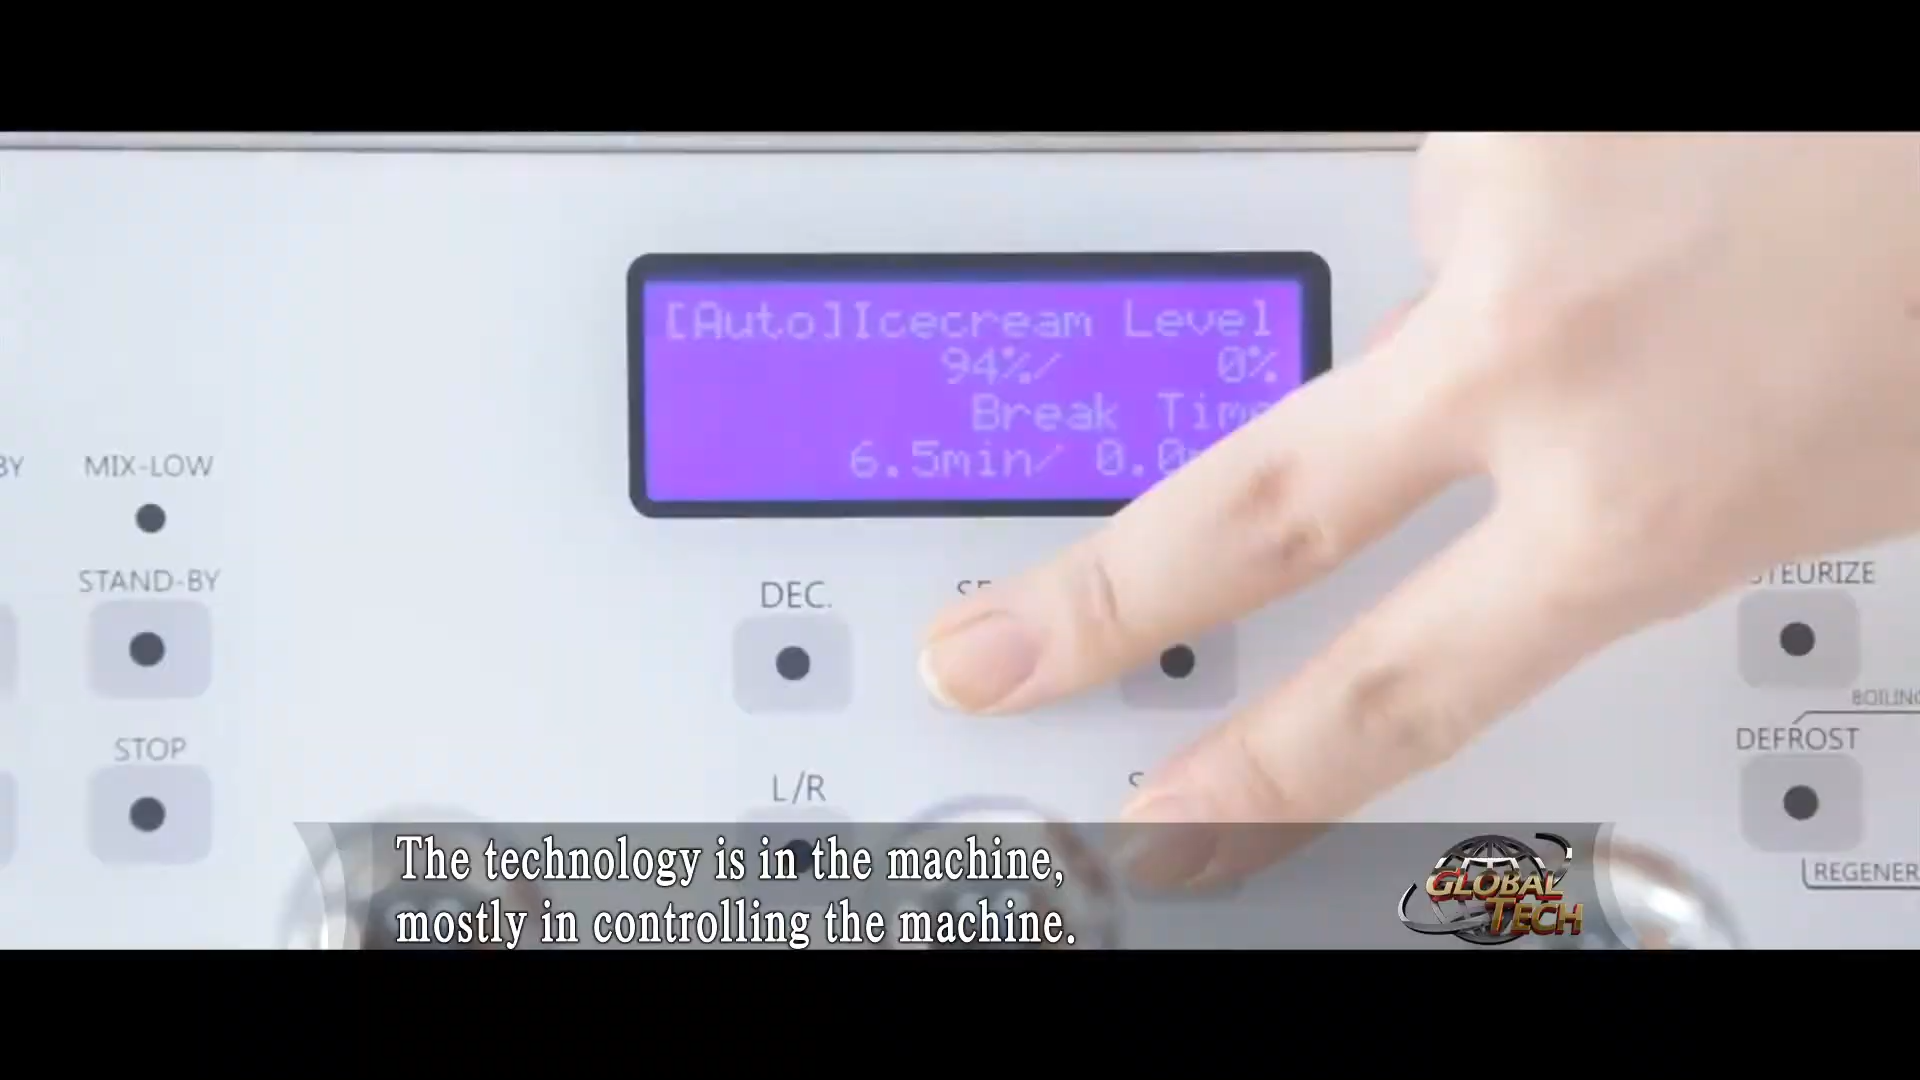 [Auto]Icecream Level
94%/ 0%
Break Time
6.5min/ 0.0
MIX-LOW
STAND-BY
DEC.
DEFROST
STOP
L/R
The technology is in the machine,
mostly in controlling the machine.
GLOBAL
TECH